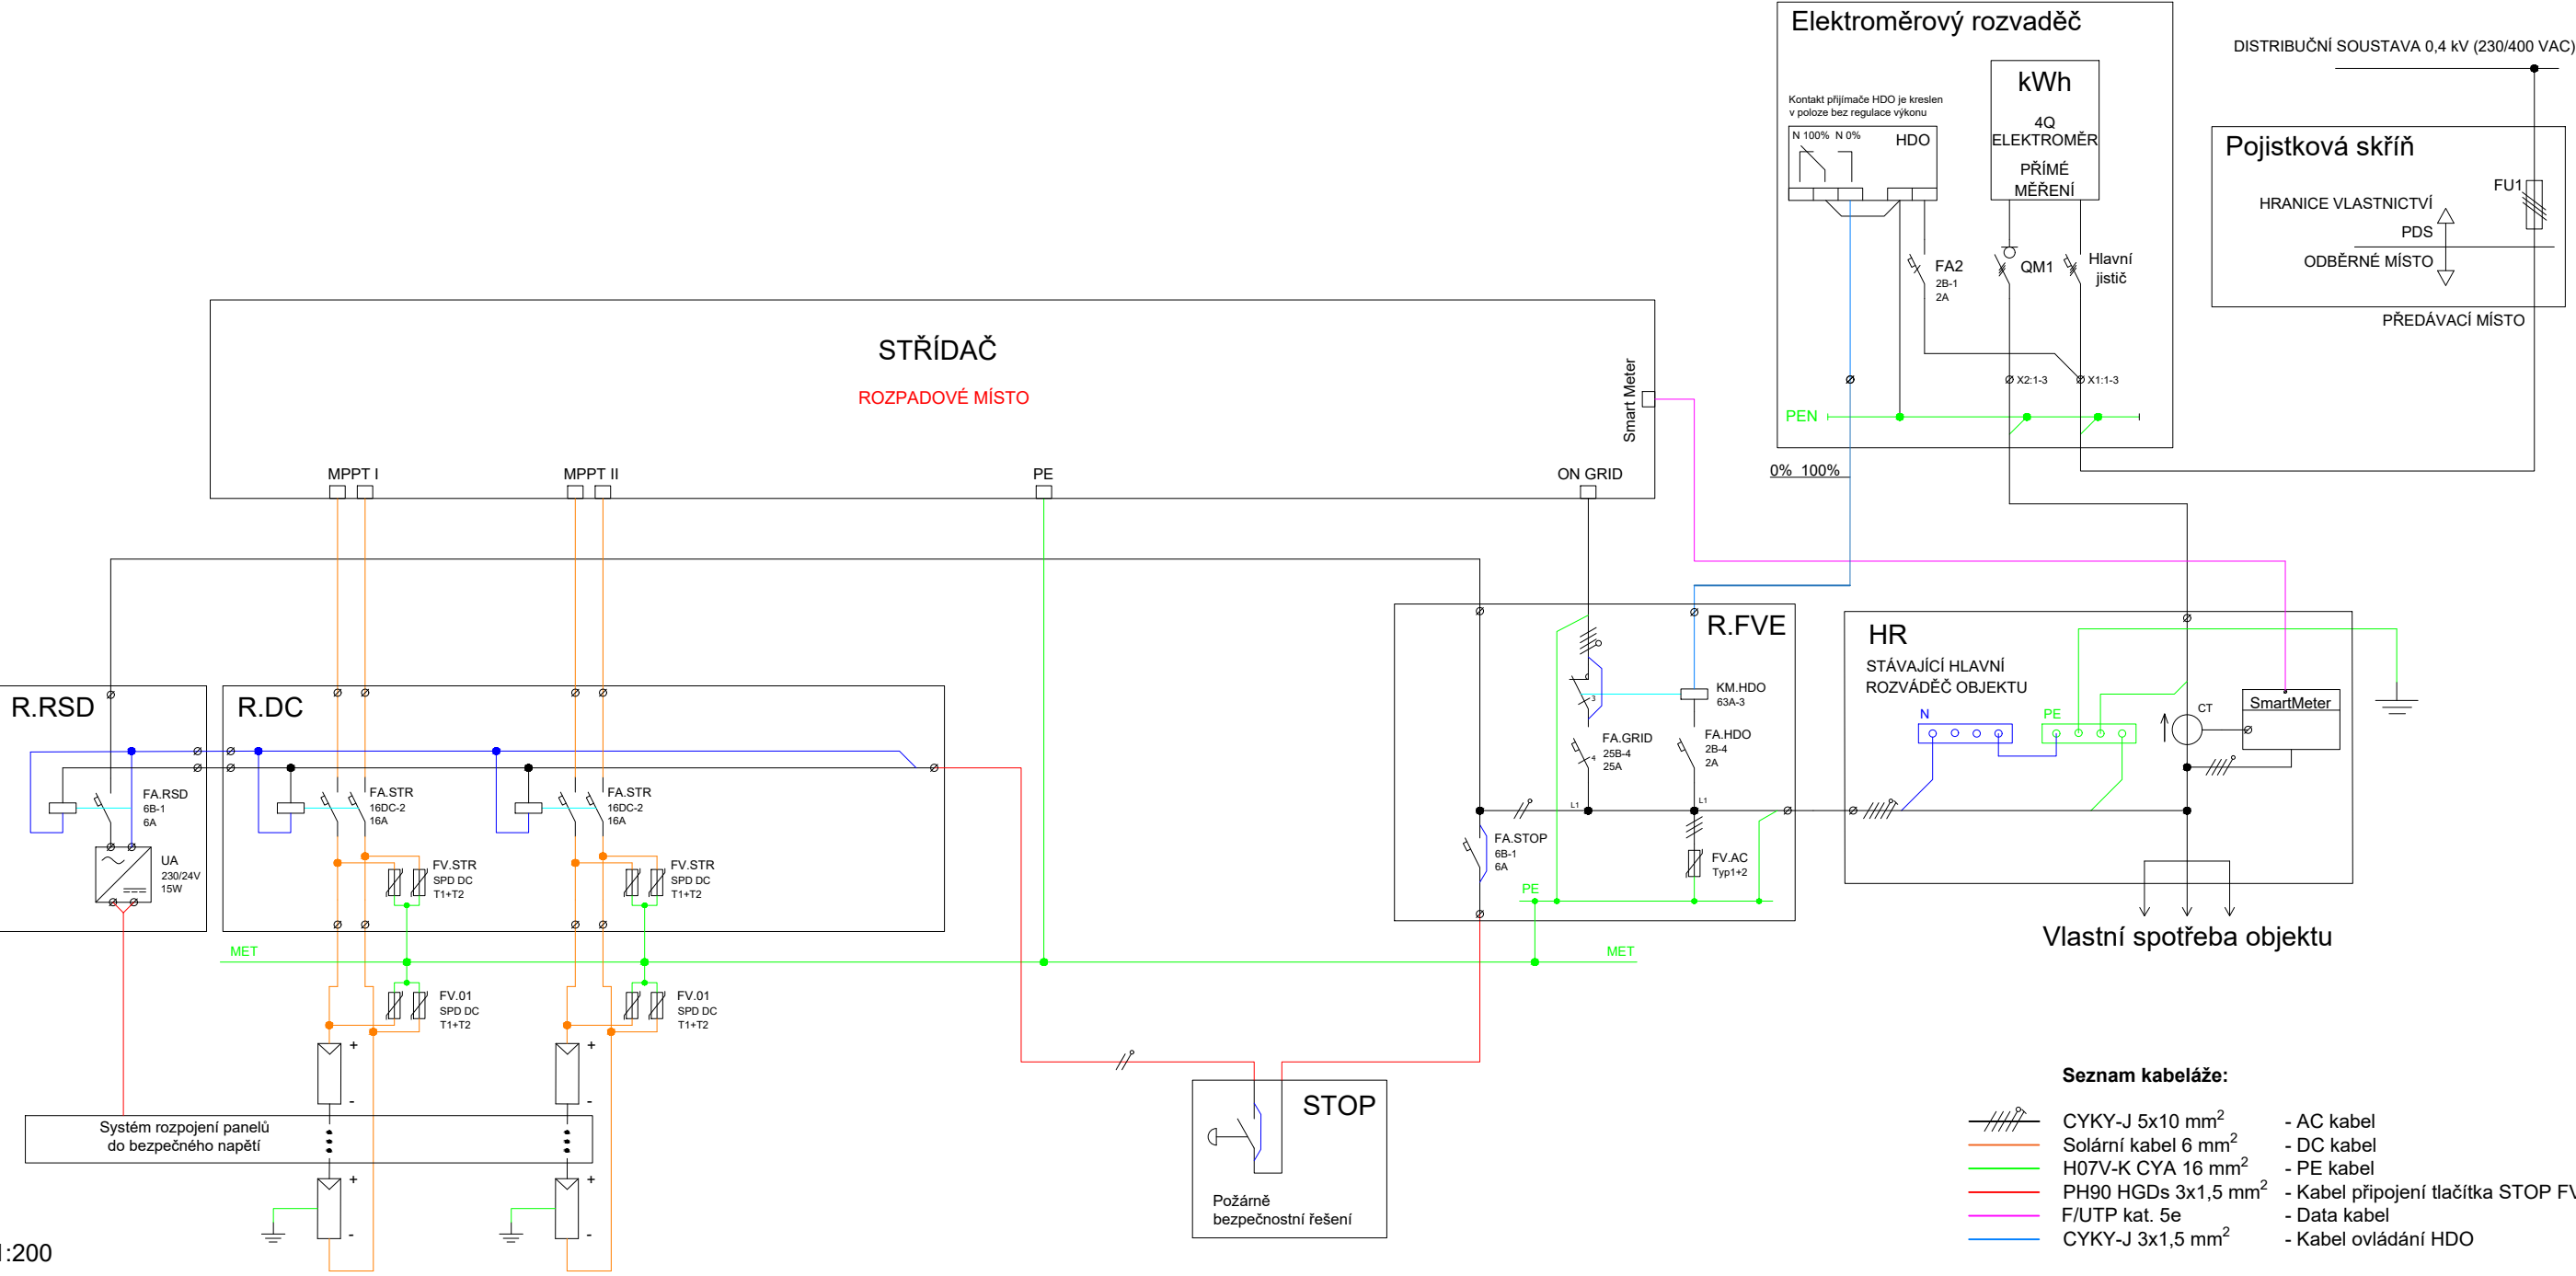 Elektroměrový rozvaděč
DISTRIBUČNÍ SOUSTAVA 0,4 kV (230/400 VAC)
kWh
4Q
ELEKTROMĚR
PŘÍMÉ
MĚŘENÍ
Kontakt přijímače HDO je kreslen
v poloze bez regulace výkonu
N 100% N 0%
HDO
FA2
2B-1
2A
QM1
Hlavní
jistič
X2:1-3
X1:1-3
PEN
0% 100%
Pojistková skříň
FU1
HRANICE VLASTNICTVÍ
PDS
ODBĚRNÉ MÍSTO
PŘEDÁVACÍ MÍSTO
STŘÍDAČ
ROZPADOVÉ MÍSTO
Smart Meter
MPPT I
MPPT II
PE
ON GRID
R.RSD
FA.RSD
6B-1
6A
UA
230/24V
15W
R.DC
FA.STR
16DC-2
16A
FA.STR
16DC-2
16A
FV.STR
SPD DC
T1+T2
FV.STR
SPD DC
T1+T2
MET
MET
FV.01
SPD DC
T1+T2
FV.01
SPD DC
T1+T2
R.FVE
3
KM.HDO
63A-3
FA.GRID
25B-4
25A
4
FA.HDO
2B-4
2A
L1
L1
FA.STOP
6B-1
6A
FV.AC
Typ1+2
PE
HR
STÁVAJÍCÍ HLAVNÍ
ROZVÁDĚČ OBJEKTU
N
PE
CT
SmartMeter
Vlastní spotřeba objektu
+
-
+
-
Systém rozpojení panelů
do bezpečného napětí
+
-
+
-
STOP
Požárně
bezpečnostní řešení
Seznam kabeláže:
CYKY-J 5x10 mm² - AC kabel
Solární kabel 6 mm² - DC kabel
H07V-K CYA 16 mm² - PE kabel
PH90 HGDs 3x1,5 mm² - Kabel připojení tlačítka STOP FV
F/UTP kat. 5e - Data kabel
CYKY-J 3x1,5 mm² - Kabel ovládání HDO
1:200